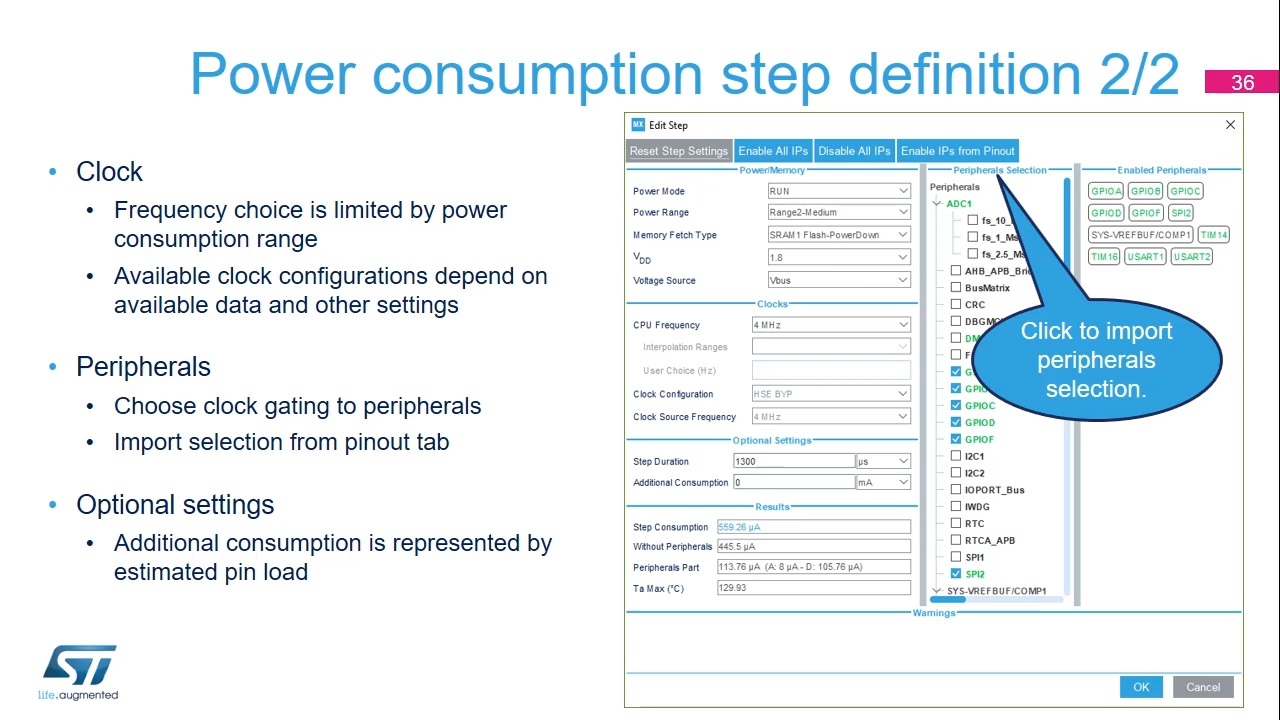 Power consumption step definition 2/2
36
• Clock
• Frequency choice is limited by power
consumption range
• Available clock configurations depend on
available data and other settings
• Peripherals
• Choose clock gating to peripherals
• Import selection from pinout tab
• Optional settings
• Additional consumption is represented by
estimated pin load
ST
life.augmented
MX Edit Step
Reset Step Settings Enable All IPs Disable All IPs Enable IPs from Pinout
Power/Memory
Power Mode RUN
Power Range Range2-Medium
Memory Fetch Type SRAM1 Flash-PowerDown
VDD 1.8
Voltage Source Vbus
Clocks
CPU Frequency 4 MHz
Interpolation Ranges
User Choice (Hz)
Clock Configuration HSE BYP
Clock Source Frequency 4 MHz
Optional Settings
Step Duration 1300 µs
Additional Consumption 0 mA
Results
Step Consumption 559.26 µA
Without Peripherals 445.5 µA
Peripherals Part 113.76 µA (A: 8 µA - D: 105.76 µA)
Ta Max (°C) 129.93
Peripherals Selection
Peripherals
ADC1
fs_10_
fs_1_Ms
fs_2.5_Ms
AHB_APB_Bri
BusMatrix
CRC
DBGMC
DM
F
G
GPIO
GPIOC
GPIOD
GPIOF
I2C1
I2C2
IOPORT_Bus
IWDG
RTC
RTCA_APB
SPI1
SPI2
SYS-VREFBUF/COMP1
Enabled Peripherals
GPIOA GPIOB GPIOC
GPIOD GPIOF SPI2
SYS-VREFBUF/COMP1 TIM14
TIM16 USART1 USART2
Click to import
peripherals
selection.
Warnings
OK Cancel